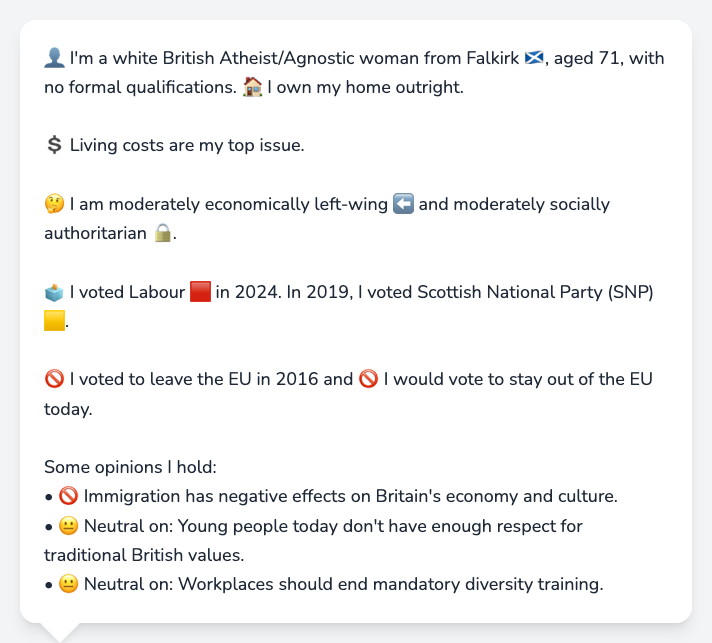 👤 I'm a white British Atheist/Agnostic woman from Falkirk 🏴󠁧󠁢󠁳󠁣󠁴󠁿, aged 71, with
no formal qualifications. 🏠 I own my home outright.
💲 Living costs are my top issue.
🤔 I am moderately economically left-wing ⬅️ and moderately socially
authoritarian 🔒.
🗳️ I voted Labour 🟥 in 2024. In 2019, I voted Scottish National Party (SNP)
🟨.
🚫 I voted to leave the EU in 2016 and 🚫 I would vote to stay out of the EU
today.
Some opinions I hold:
• 🚫 Immigration has negative effects on Britain's economy and culture.
• 😐 Neutral on: Young people today don't have enough respect for
traditional British values.
• 😐 Neutral on: Workplaces should end mandatory diversity training.